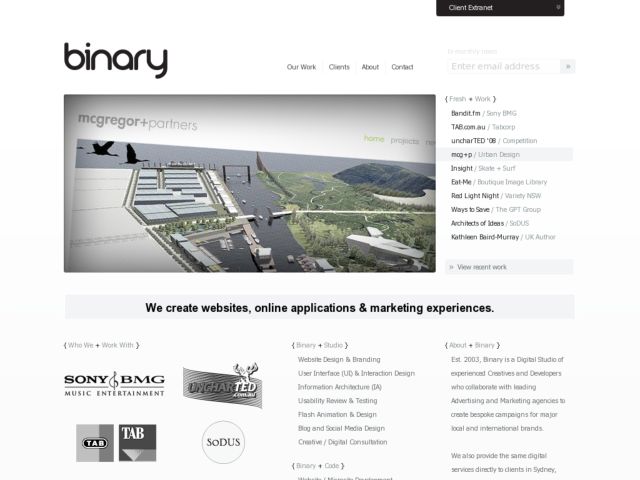 Client Extranet
binary
Our Work
Clients
About
Contact
bi-monthly news
Enter email address »
mcgregor+partners
home projects
{ Fresh + Work }
Bandit.fm / Sony BMG
TAB.com.au / Tabcorp
uncharTED '08 / Competition
mcg+p / Urban Design
Insight / Skate + Surf
Eat-Me / Boutique Image Library
Red Light Night / Variety NSW
Ways to Save / The GPT Group
Architects of Ideas / SoDUS
Kathleen Baird-Murray / UK Author
» View recent work
We create websites, online applications & marketing experiences.
{ Who We + Work With }
SONY BMG
MUSIC ENTERTAINMENT
UNCHARTED
.com.au
TAB
TAB
SoDUS
{ Binary + Studio }
Website Design & Branding
User Interface (UI) & Interaction Design
Information Architecture (IA)
Usability Review & Testing
Flash Animation & Design
Blog and Social Media Design
Creative / Digital Consultation
{ Binary + Code }
Website / Microsite Development
{ About + Binary }
Est. 2003, Binary is a Digital Studio of
experienced Creatives and Developers
who collaborate with leading
Advertising and Marketing agencies to
create bespoke campaigns for major
local and international brands.
We also provide the same digital
services directly to clients in Sydney,